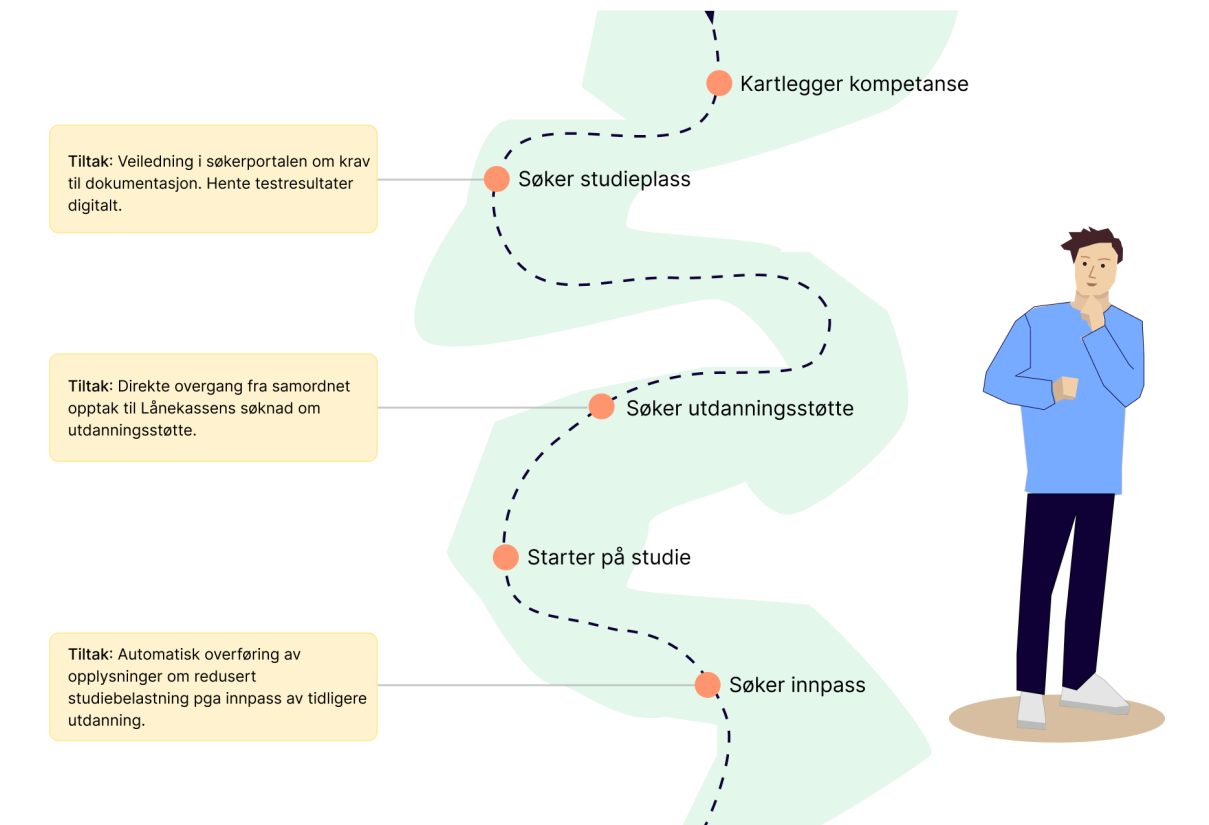 Kartlegger kompetanse
Tiltak: Veiledning i søkerportalen om krav
til dokumentasjon. Hente testresultater
digitalt.
Søker studieplass
Tiltak: Direkte overgang fra samordnet
opptak til Lånekassens søknad om
utdanningsstøtte.
Søker utdanningsstøtte
Starter på studie
Tiltak: Automatisk overføring av
opplysninger om redusert
studiebelastning pga innpass av tidligere
utdanning.
Søker innpass